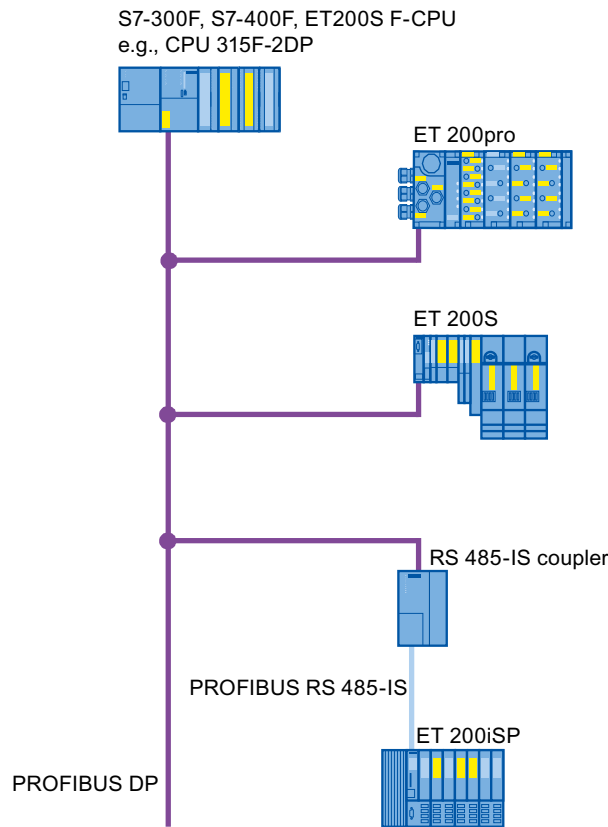 S7-300F, S7-400F, ET200S F-CPU
e.g., CPU 315F-2DP
ET 200pro
ET 200S
RS 485-IS coupler
PROFIBUS RS 485-IS
ET 200iSP
PROFIBUS DP